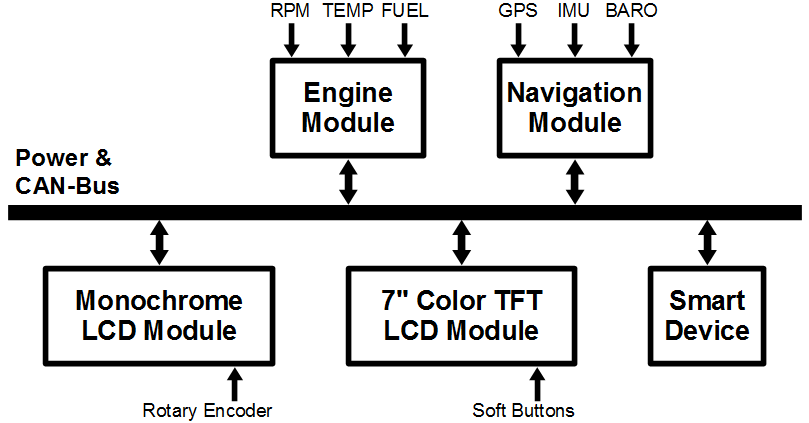 RPM TEMP FUEL
GPS IMU BARO
Engine
Module
Navigation
Module
Power &
CAN-Bus
Monochrome
LCD Module
7" Color TFT
LCD Module
Smart
Device
Rotary Encoder
Soft Buttons